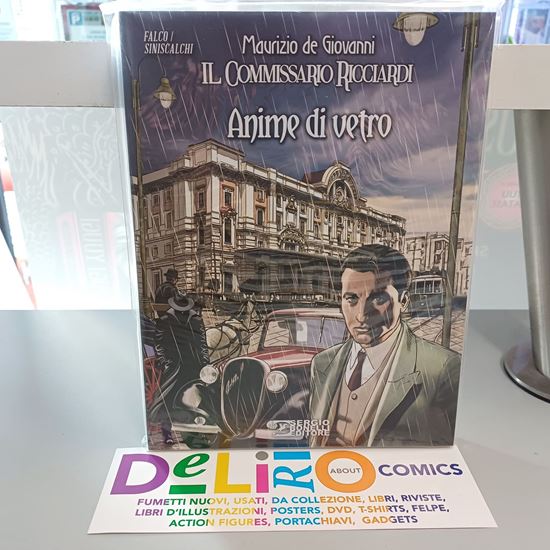 FALCO /
SINISCALCHI
Maurizio de Giovanni
IL COMMISSARIO RICCIARDI
Anime di vetro
SERGIO
BONELLI
EDITORE
DELIRIO ABOUT COMICS
FUMETTI NUOVI, USATI, DA COLLEZIONE, LIBRI, RIVISTE,
LIBRI D'ILLUSTRAZIONI, POSTERS, DVD, T-SHIRTS, FELPE,
ACTION FIGURES, PORTACHIAVI, GADGETS